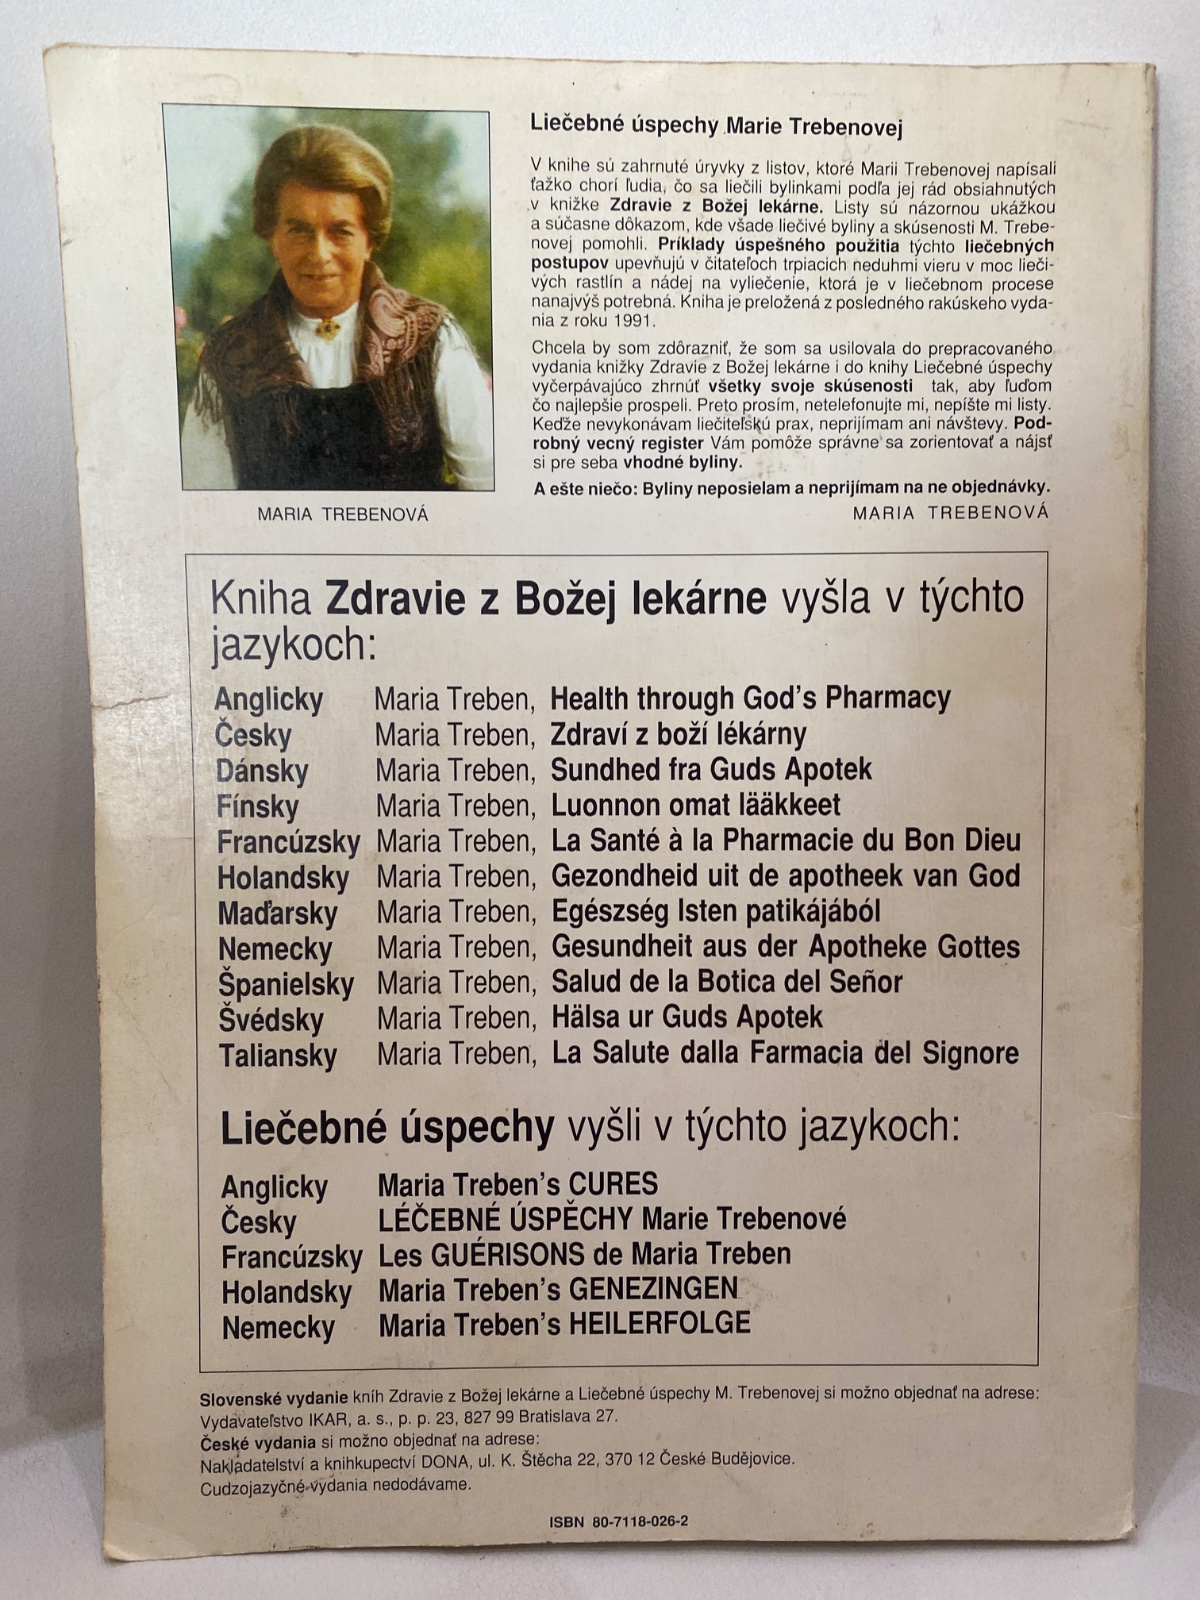 Liečebné úspechy Marie Trebenovej
V knihe sú zahrnuté úryvky z listov, ktoré Marii Trebenovej napísali
ťažko chorí ľudia, čo sa liečili bylinkami podľa jej rád obsiahnutých
v knižke Zdravie z Božej lekárne. Listy sú názornou ukážkou
a súčasne dôkazom, kde všade liečivé byliny a skúsenosti M. Trebe-
novej pomohli. Príklady úspešného použitia týchto liečebných
postupov upevňujú v čitateľoch trpiacich neduhmi vieru v moc lieči-
vých rastlín a nádej na vyliečenie, ktorá je v liečebnom procese
nanajvýš potrebná. Kniha je preložená z posledného rakúskeho vyda-
nia z roku 1991.
Chcela by som zdôrazniť, že som sa usilovala do prepracovaného
vydania knižky Zdravie z Božej lekárne i do knihy Liečebné úspechy
vyčerpávajúco zhrnúť všetky svoje skúsenosti tak, aby ľuďom
čo najlepšie prospeli. Preto prosím, netelefonujte mi, nepíšte mi listy.
Keďže nevykonávam liečiteľskú prax, neprijímam ani návštevy. Pod-
robný vecný register Vám pomôže správne sa zorientovať a nájsť
si pre seba vhodné byliny.
A ešte niečo: Byliny neposielam a neprijímam na ne objednávky.
MARIA TREBENOVÁ
MARIA TREBENOVÁ
Kniha Zdravie z Božej lekárne vyšla v týchto
jazykoch:
Anglicky Maria Treben, Health through God's Pharmacy
Česky Maria Treben, Zdraví z boží lékárny
Dánsky Maria Treben, Sundhed fra Guds Apotek
Fínsky Maria Treben, Luonnon omat lääkkeet
Francúzsky Maria Treben, La Santé à la Pharmacie du Bon Dieu
Holandsky Maria Treben, Gezondheid uit de apotheek van God
Maďarsky Maria Treben, Egészség Isten patikájából
Nemecky Maria Treben, Gesundheit aus der Apotheke Gottes
Španielsky Maria Treben, Salud de la Botica del Señor
Švédsky Maria Treben, Hälsa ur Guds Apotek
Taliansky Maria Treben, La Salute dalla Farmacia del Signore
Liečebné úspechy vyšli v týchto jazykoch:
Anglicky Maria Treben's CURES
Česky LÉČEBNÉ ÚSPĚCHY Marie Trebenové
Francúzsky Les GUÉRISONS de Maria Treben
Holandsky Maria Treben's GENEZINGEN
Nemecky Maria Treben's HEILERFOLGE
Slovenské vydanie kníh Zdravie z Božej lekárne a Liečebné úspechy M. Trebenovej si možno objednať na adrese:
Vydavateľstvo IKAR, a. s., p. p. 23, 827 99 Bratislava 27.
České vydania si možno objednať na adrese:
Nakladatelství a knihkupectví DONA, ul. K. Štěcha 22, 370 12 České Budějovice.
Cudzojazyčné vydania nedodávame.
ISBN 80-7118-026-2